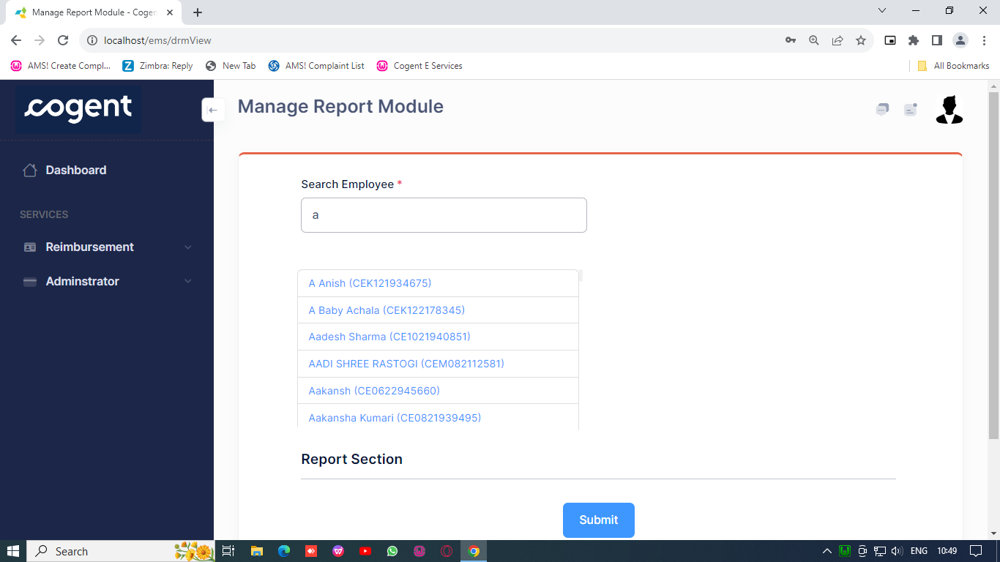 Manage Report Module - Cogen
localhost/ems/drmView
AMS! Create Compl...
Zimbra: Reply
New Tab
AMS! Complaint List
Cogent E Services
All Bookmarks
cogent
Manage Report Module
Dashboard
SERVICES
Reimbursement
Adminstrator
Search Employee *
a
A Anish (CEK121934675)
A Baby Achala (CEK122178345)
Aadesh Sharma (CE1021940851)
AADI SHREE RASTOGI (CEM082112581)
Aakansh (CE0622945660)
Aakansha Kumari (CE0821939495)
Report Section
Submit
Search
ENG
10:49